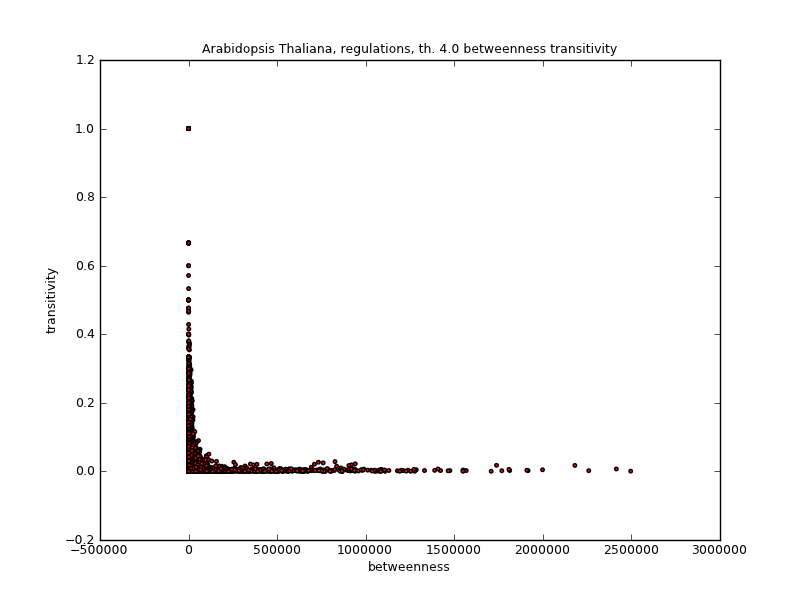 Arabidopsis Thaliana, regulations, th. 4.0 betweenness transitivity
1.2
1.0
0.8
0.6
0.4
0.2
0.0
−0.2
transitivity
−500000 0 500000 1000000 1500000 2000000 2500000 3000000
betweenness